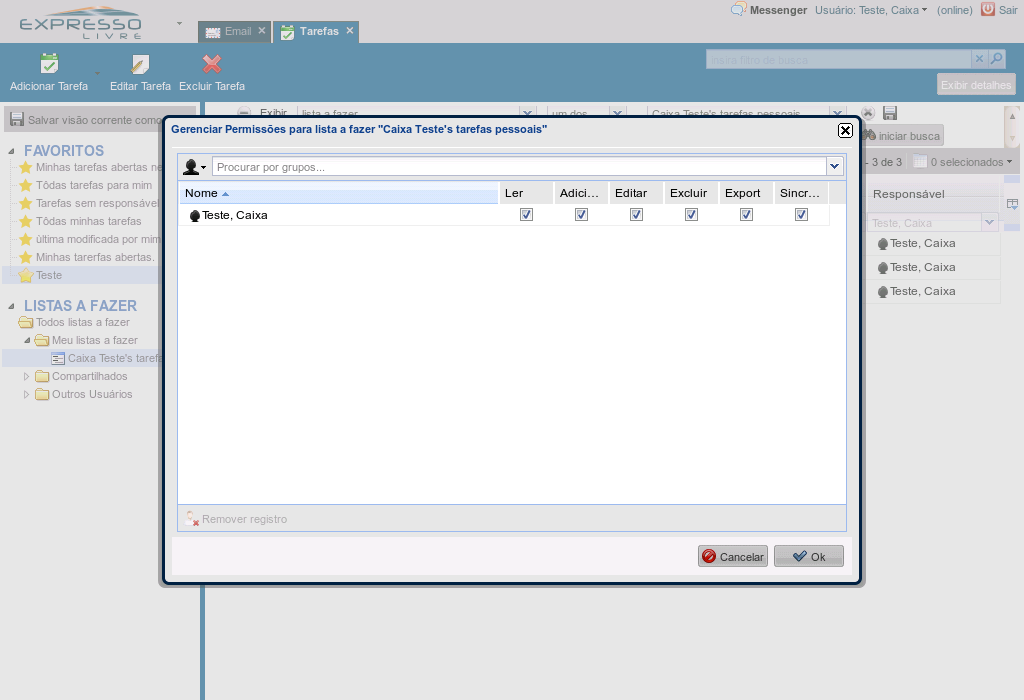 EXPRESSO
LIVRE
Email
Tarefas
Messenger
Usuário: Teste, Caixa
(online)
Sair
Adicionar Tarefa
Editar Tarefa
Excluir Tarefa
Insira filtro de busca
Exibir detalhes
Salvar visão corrente como
Exibir
lista a fazer
um dos
Caixa Teste's tarefas pessoais
iniciar busca
- 3 de 3
0 selecionados
FAVORITOS
Minhas tarefas abertas ne
Tôdas tarefas para mim
Tarefas sem responsável
Tôdas minhas tarefas
última modificada por mim
Minhas tarerfas abertas.
Teste
LISTAS A FAZER
Todos listas a fazer
Meu listas a fazer
Caixa Teste's tarefa
Compartilhados
Outros Usuários
Gerenciar Permissões para lista a fazer "Caixa Teste's tarefas pessoais"
Procurar por grupos...
Nome
Ler
Adici...
Editar
Excluir
Export
Sincr...
Teste, Caixa
Remover registro
Cancelar
Ok
Responsável
Teste, Caixa
Teste, Caixa
Teste, Caixa
Teste, Caixa